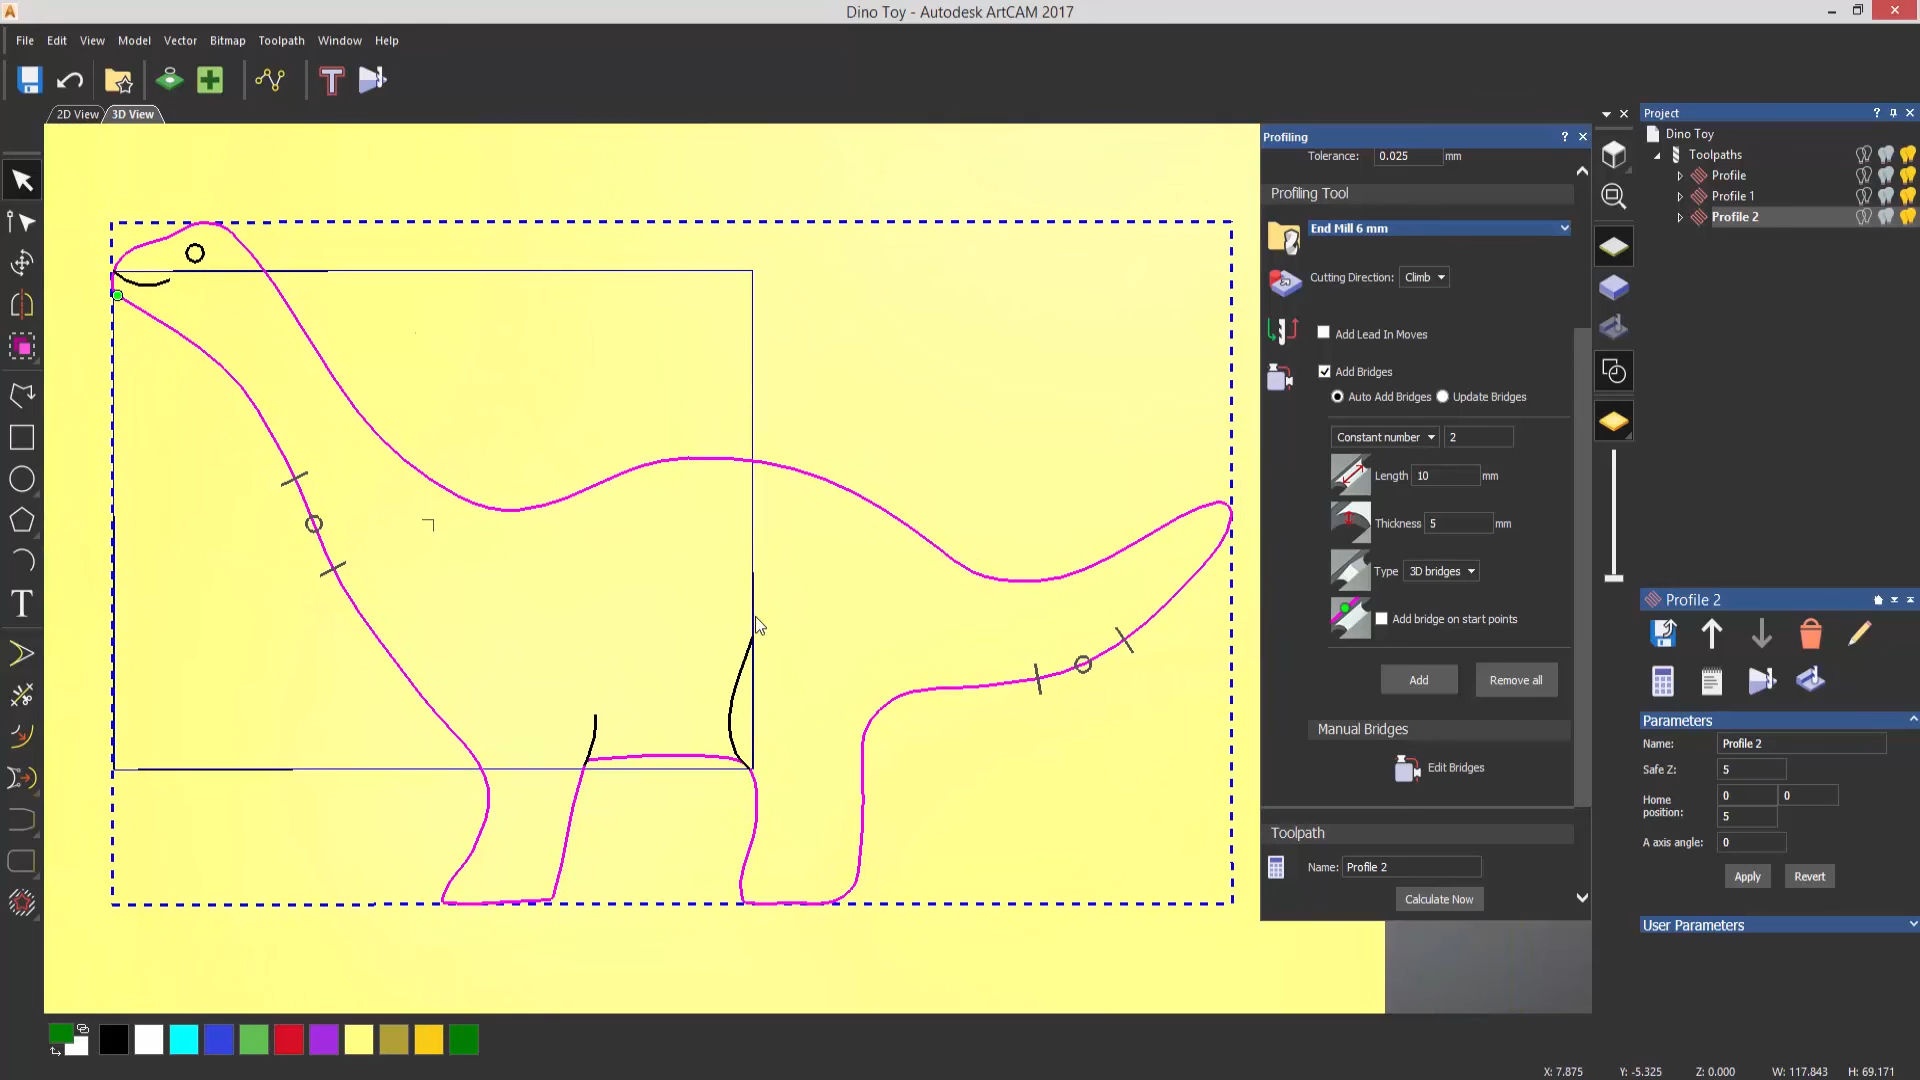 Dino Toy - Autodesk ArtCAM 2017
File Edit View Model Vector Bitmap Toolpath Window Help
2D View 3D View
Profiling
Tolerance: 0.025 mm
Profiling Tool
End Mill 6 mm
Cutting Direction: Climb
Add Lead In Moves
Add Bridges
Auto Add Bridges Update Bridges
Constant number 2
Length 10 mm
Thickness 5 mm
Type 3D bridges
Add bridge on start points
Add Remove all
Manual Bridges
Edit Bridges
Toolpath
Name: Profile 2
Calculate Now
Project
Dino Toy
Toolpaths
Profile
Profile 1
Profile 2
Profile 2
Parameters
Name: Profile 2
Safe Z: 5
Home position: 0 0
5
A axis angle: 0
Apply Revert
User Parameters
X: 7.875 Y: -5.325 Z: 0.000 W: 117.843 H: 69.171